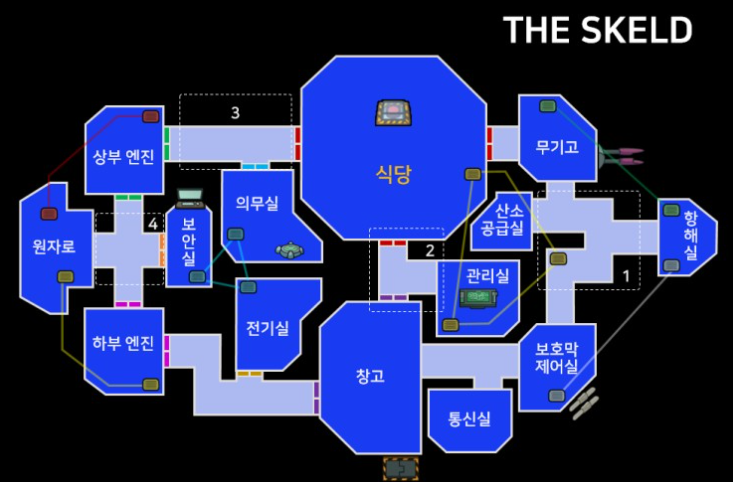 THE SKELD
3
상부 엔진
식당
무기고
의무실
4
보
안
실
산소
공급실
항
해
실
원자로
2
관리실
1
하부 엔진
전기실
창고
보호막
제어실
통신실